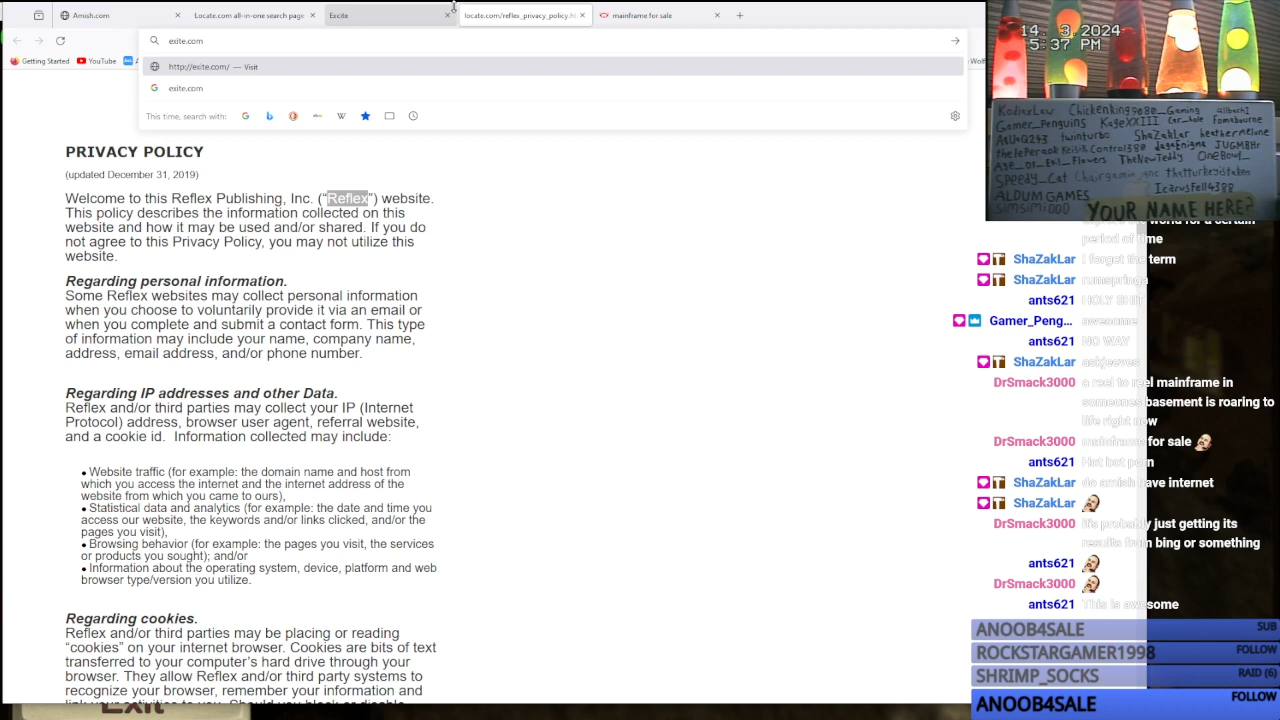 Amish.com
Locate.com all-in-one search page
Excite
locate.com/reflex_privacy_policy.h
mainframe for sale
exite.com
Getting Started
YouTube
http://exite.com/ — Visit
exite.com
This time, search with:
PRIVACY POLICY
(updated December 31, 2019)
Welcome to this Reflex Publishing, Inc. ("Reflex") website.
This policy describes the information collected on this
website and how it may be used and/or shared. If you do
not agree to this Privacy Policy, you may not utilize this
website.
Regarding personal information.
Some Reflex websites may collect personal information
when you choose to voluntarily provide it via an email or
when you complete and submit a contact form. This type
of information may include your name, company name,
address, email address, and/or phone number.
Regarding IP addresses and other Data.
Reflex and/or third parties may collect your IP (Internet
Protocol) address, browser user agent, referral website,
and a cookie id. Information collected may include:
• Website traffic (for example: the domain name and host from
which you access the internet and the internet address of the
website from which you came to ours),
• Statistical data and analytics (for example: the date and time you
access our website, the keywords and/or links clicked, and/or the
pages you visit),
• Browsing behavior (for example: the pages you visit, the services
or products you sought); and/or
• Information about the operating system, device, platform and web
browser type/version you utilize.
Regarding cookies.
Reflex and/or third parties may be placing or reading
“cookies” on your internet browser. Cookies are bits of text
transferred to your computer's hard drive through your
browser. They allow Reflex and/or third party systems to
recognize your browser, remember your information and
14. 3.2024
5:37 PM
KodiaxLaw Chickenking9080_Gaming
Gamer_Penguins KageXXIII
twinturbo ShaZakLar heathermelone
TheNewTeddy OneBowl_
Speedy_Cat
IcarusFell4388
ALDUM GAMES
YOUR NAME HERE?
period of time
ShaZakLar I forget the term
ShaZakLar rumspringa
ants621 HOLY SHIT
Gamer_Peng... awesome
ants621 NO WAY
ShaZakLar askjeeves
DrSmack3000 a reel to reel mainframe in
someones basement is roaring to
life right now
DrSmack3000 mainframe for sale
ants621 Hot bot porn
ShaZakLar do amish have internet
ShaZakLar
DrSmack3000 It's probably just getting its
results from bing or something
ants621
DrSmack3000
ants621 This is awesome
ANOOB4SALE SUB
ROCKSTARGAMER1998 FOLLOW
SHRIMP_SOCKS RAID (6)
ANOOB4SALE FOLLOW
Exit